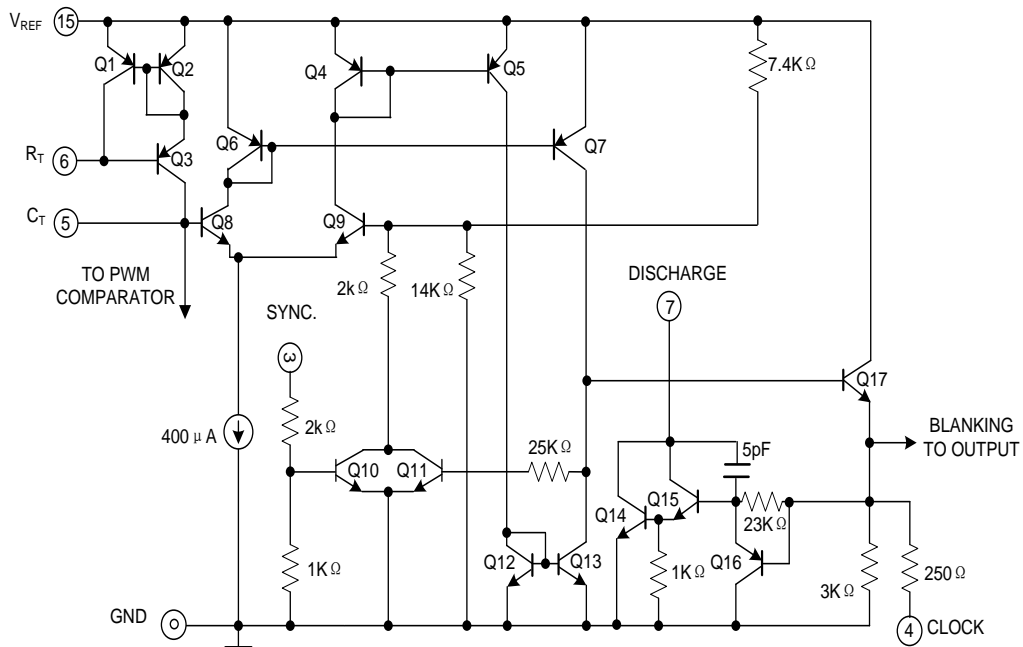 VREF 15
Q1
Q2
Q4
Q5
7.4KΩ
RT 6
Q3
Q6
Q7
CT 5
Q8
Q9
TO PWM
COMPARATOR
2kΩ
14KΩ
DISCHARGE
7
SYNC.
3
Q17
400 μA
2kΩ
BLANKING
TO OUTPUT
Q10
Q11
25KΩ
5pF
Q14
Q15
23KΩ
1KΩ
Q12
Q13
1KΩ
Q16
3KΩ
250Ω
GND 0
4 CLOCK